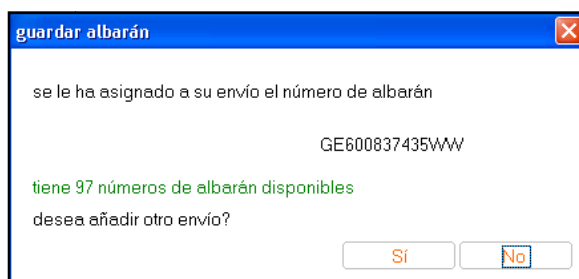 guardar albarán
se le ha asignado a su envío el número de albarán
GE600837435WW
tiene 97 números de albarán disponibles
desea añadir otro envío?
Sí No